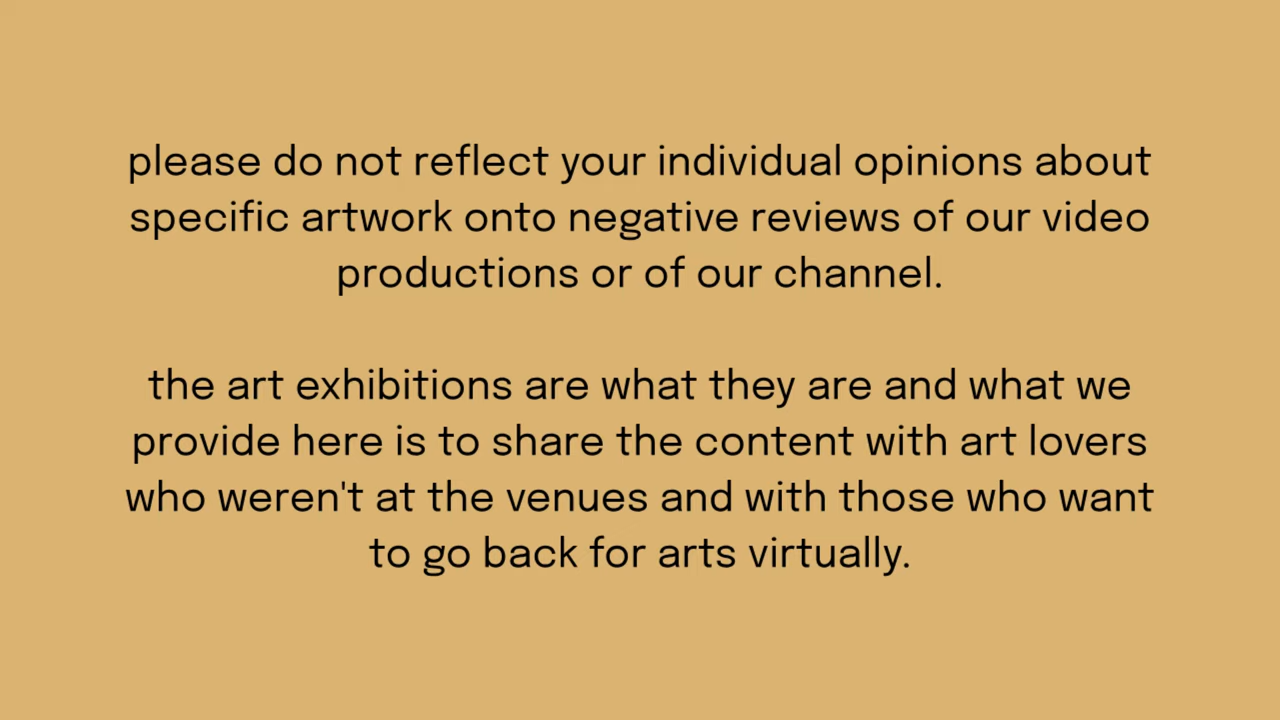 please do not reflect your individual opinions about
specific artwork onto negative reviews of our video
productions or of our channel.
the art exhibitions are what they are and what we
provide here is to share the content with art lovers
who weren't at the venues and with those who want
to go back for arts virtually.